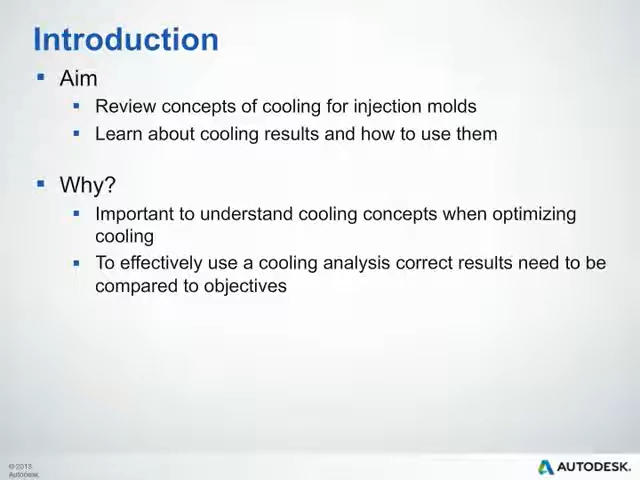 Introduction
Aim
Review concepts of cooling for injection molds
Learn about cooling results and how to use them
Why?
Important to understand cooling concepts when optimizing
cooling
To effectively use a cooling analysis correct results need to be
compared to objectives
© 2013
Autodesk.
AUTODESK.